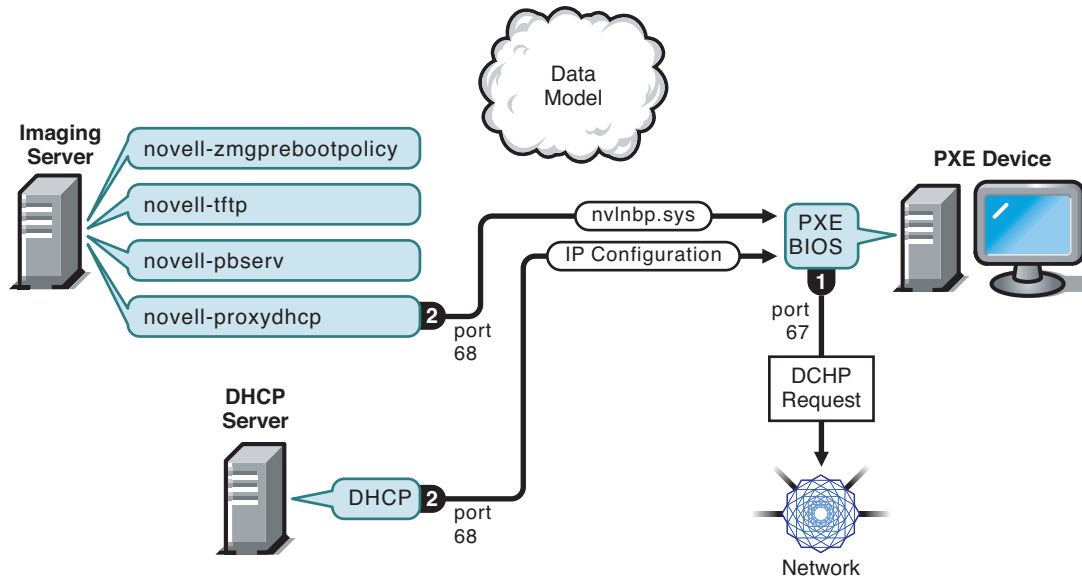 Data
Model
Imaging
Server
novell-zmgprebootpolicy
novell-tftp
novell-pbserv
novell-proxydhcp
2
port
68
nvlnbp.sys
IP Configuration
PXE
BIOS
1
port
67
PXE Device
DCHP
Request
Network
DHCP
Server
DHCP
2
port
68